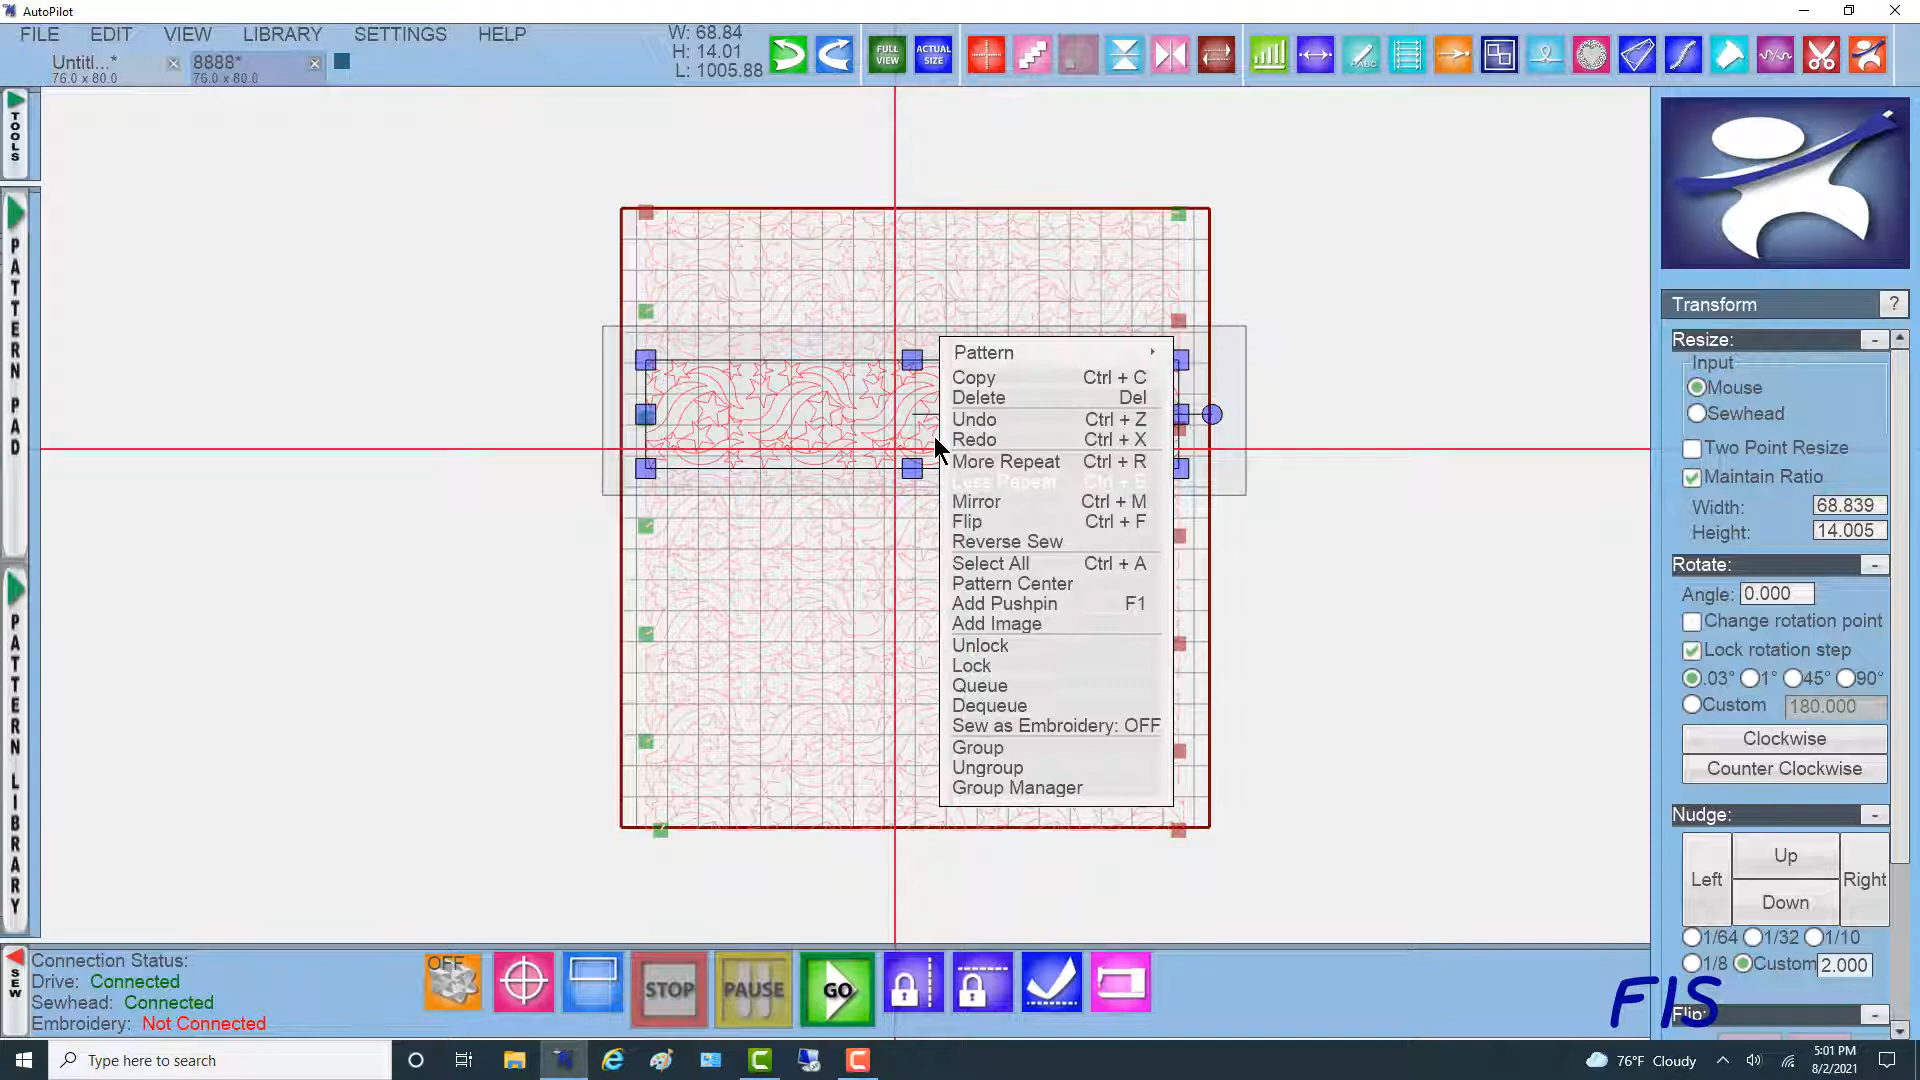 AutoPilot
FILE EDIT VIEW LIBRARY SETTINGS HELP
W: 68.84
H: 14.01
L: 1005.88
Untitl...*
76.0 x 80.0
8888*
76.0 x 80.0
FULL VIEW
ACTUAL SIZE
ABC
TOOLS
PATTERN PAD
PATTERN LIBRARY
SEW
Pattern
Copy Ctrl + C
Delete Del
Undo Ctrl + Z
Redo Ctrl + X
More Repeat Ctrl + R
Less Repeat Ctrl + E
Mirror Ctrl + M
Flip Ctrl + F
Reverse Sew
Select All Ctrl + A
Pattern Center
Add Pushpin F1
Add Image
Unlock
Lock
Queue
Dequeue
Sew as Embroidery: OFF
Group
Ungroup
Group Manager
Transform ?
Resize: -
Input
Mouse
Sewhead
Two Point Resize
Maintain Ratio
Width: 68.839
Height: 14.005
Rotate: -
Angle: 0.000
Change rotation point
Lock rotation step
.03° 1° 45° 90°
Custom 180.000
Clockwise
Counter Clockwise
Nudge: -
Left Up Right
Down
1/64 1/32 1/10
1/8 Custom 2.000
FIS
Flip: -
Connection Status:
Drive: Connected
Sewhead: Connected
Embroidery: Not Connected
OFF
STOP
PAUSE
GO
Type here to search
76°F Cloudy
5:01 PM
8/2/2021